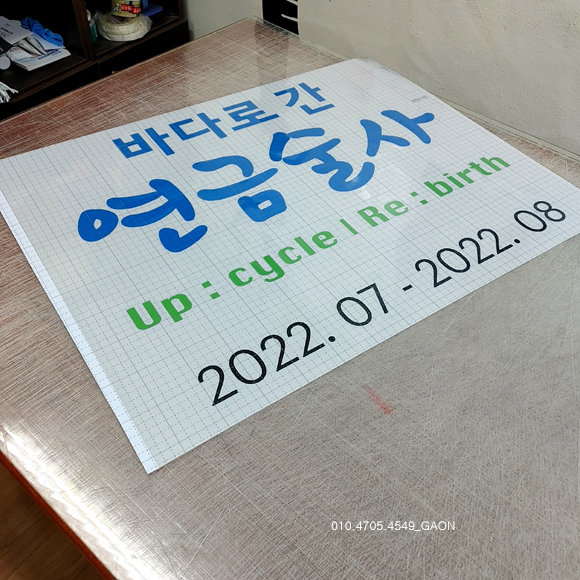 바다로 간
연금술사
Up : cycle I Re : birth
2022. 07 - 2022. 08
010.4705.4549_GAON